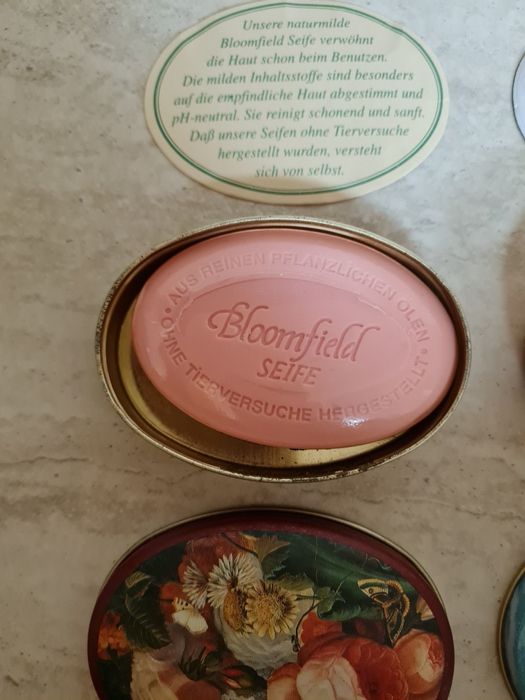 Unsere naturmilde
Bloomfield Seife verwöhnt
die Haut schon beim Benutzen.
Die milden Inhaltsstoffe sind besonders
auf die empfindliche Haut abgestimmt und
pH-neutral. Sie reinigt schonend und sanft.
Daß unsere Seifen ohne Tierversuche
hergestellt wurden, versteht
sich von selbst.
• AUS REINEN PFLANZLICHEN ÖLEN •
Bloomfield
SEIFE
OHNE TIERVERSUCHE HERGESTELLT